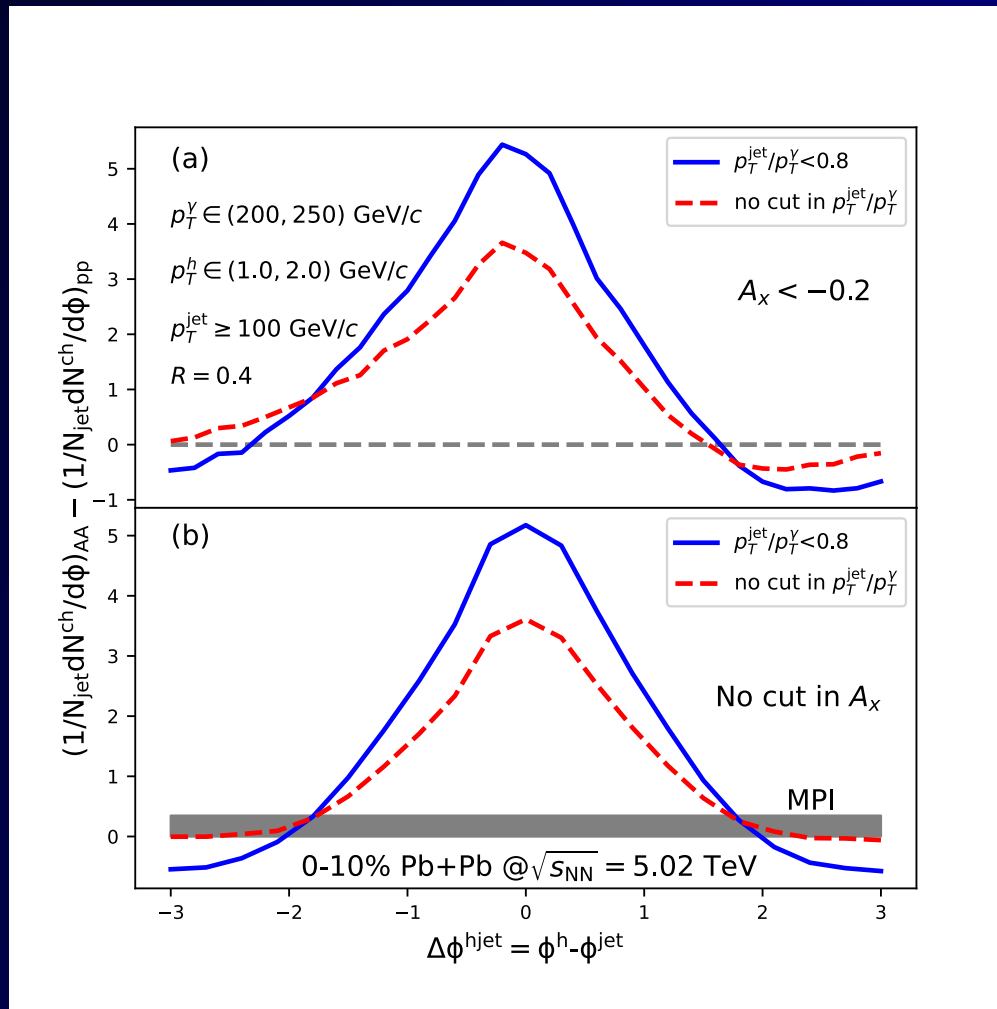 (1/N_jet dN^ch/dϕ)_AA − (1/N_jet dN^ch/dϕ)_pp
(a)
p_T^γ ∈ (200, 250) GeV/c
p_T^h ∈ (1.0, 2.0) GeV/c
p_T^jet ≥ 100 GeV/c
R = 0.4
p_T^jet/p_T^γ<0.8
no cut in p_T^jet/p_T^γ
A_x < −0.2
5
4
3
2
1
0
−1
(b)
p_T^jet/p_T^γ<0.8
no cut in p_T^jet/p_T^γ
No cut in A_x
MPI
0-10% Pb+Pb @√s_NN = 5.02 TeV
5
4
3
2
1
0
−3 −2 −1 0 1 2 3
Δϕ^hjet = ϕ^h-ϕ^jet